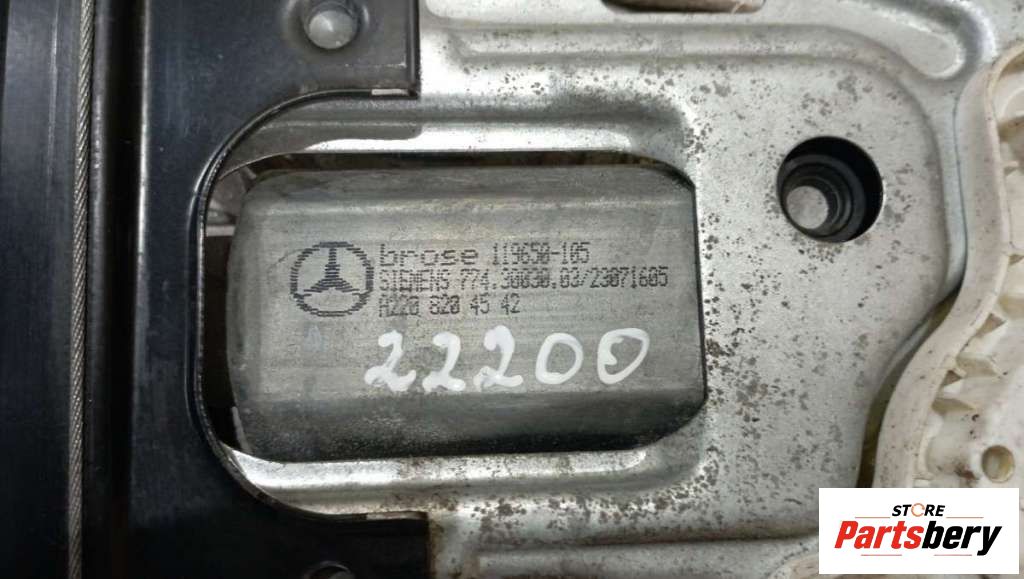 brose 119650-105
SIEMENS 774.30030.03/23071605
A220 820 45 42
22200
STORE
Partsbery